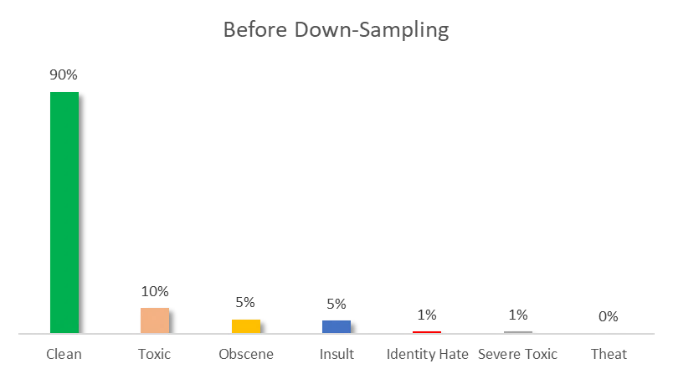 Before Down-Sampling
90%
10%
5%
5%
1%
1%
0%
Clean
Toxic
Obscene
Insult
Identity Hate
Severe Toxic
Theat